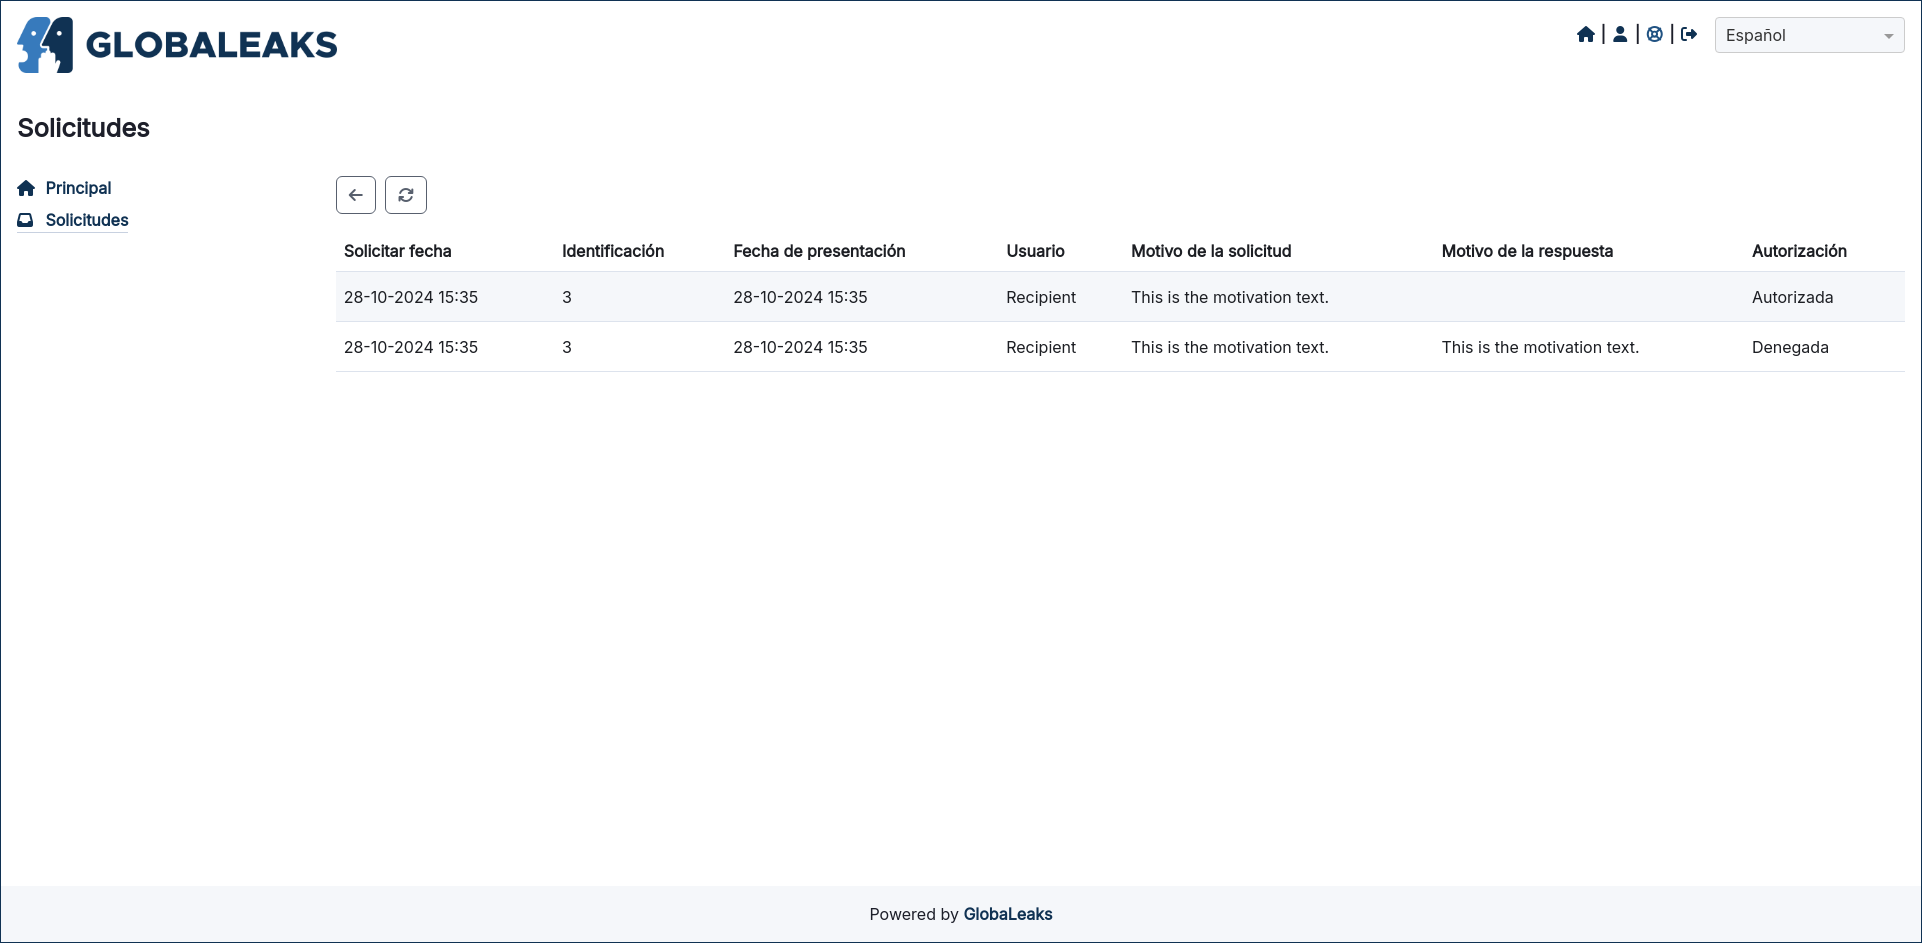 GLOBALEAKS
Español
Solicitudes
Principal
Solicitudes
Solicitar fecha Identificación Fecha de presentación Usuario Motivo de la solicitud Motivo de la respuesta Autorización
28-10-2024 15:35 3 28-10-2024 15:35 Recipient This is the motivation text. Autorizada
28-10-2024 15:35 3 28-10-2024 15:35 Recipient This is the motivation text. This is the motivation text. Denegada
Powered by GlobaLeaks